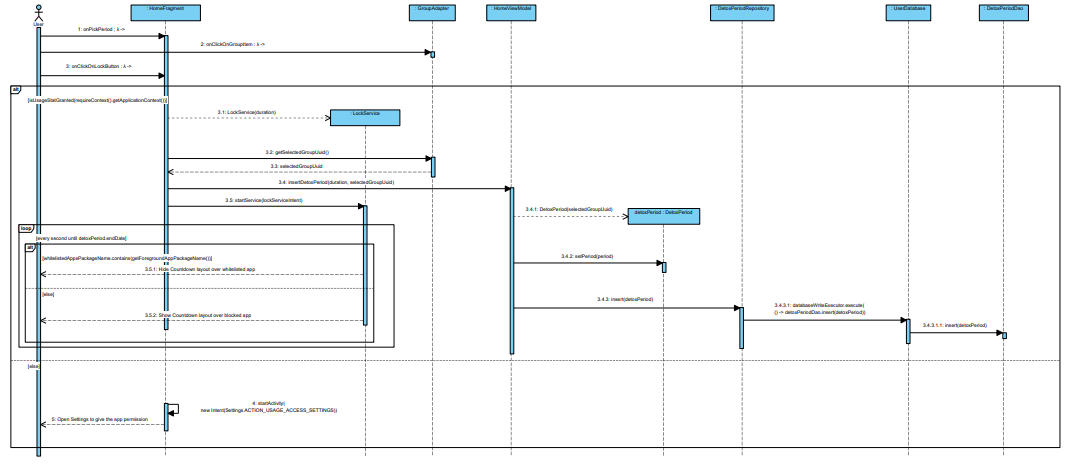 : HomeFragment
: GroupAdapter
: HomeViewModel
: DetoxPeriodRepository
: UserDatabase
: DetoxPeriodDao
User
1: onPickPeriod : λ ->
2: onClickOnGroupItem : λ ->
3: onClickOnLockButton : λ ->
alt
[isUsageStatGranted(requireContext().getApplicationContext())]
3.1: LockService(duration)
: LockService
3.2: getSelectedGroupUuid()
3.3: selectedGroupUuid
3.4: insertDetoxPeriod(duration, selectedGroupUuid)
3.5: startService(lockServiceIntent)
3.4.1: DetoxPeriod(selectedGroupUuid)
detoxPeriod : DetoxPeriod
loop
[every second until detoxPeriod.endDate]
alt
[whitelistedAppsPackageName.contains(getForegroundAppPackageName())]
3.4.2: setPeriod(period)
3.5.1: Hide Countdown layout over whitelisted app
[else]
3.4.3: insert(detoxPeriod)
3.4.3.1: databaseWriteExecutor.execute(
() -> detoxPeriodDao.insert(detoxPeriod))
3.5.2: Show Countdown layout over blocked app
3.4.3.1.1: insert(detoxPeriod)
[else]
4: startActivity(
new Intent(Settings.ACTION_USAGE_ACCESS_SETTINGS))
5: Open Settings to give the app permission